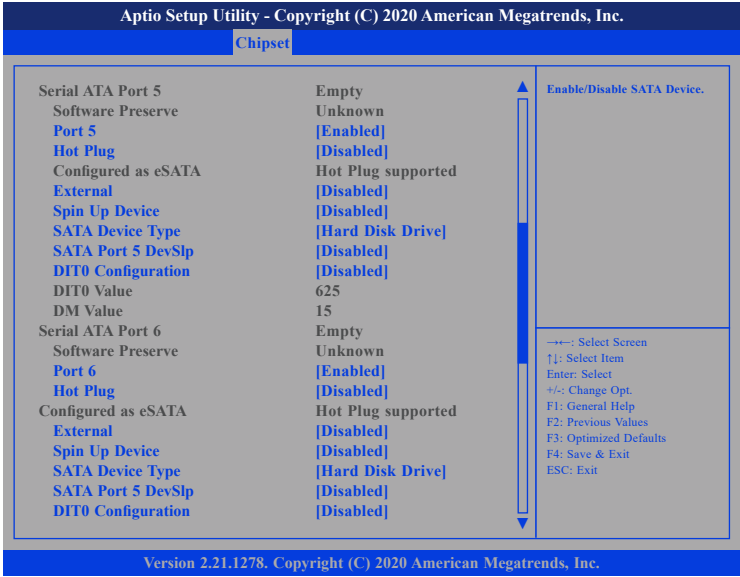 Aptio Setup Utility - Copyright (C) 2020 American Megatrends, Inc.
Chipset
Serial ATA Port 5 Empty
Software Preserve Unknown
Port 5 [Enabled]
Hot Plug [Disabled]
Configured as eSATA Hot Plug supported
External [Disabled]
Spin Up Device [Disabled]
SATA Device Type [Hard Disk Drive]
SATA Port 5 DevSlp [Disabled]
DIT0 Configuration [Disabled]
DIT0 Value 625
DM Value 15
Serial ATA Port 6 Empty
Software Preserve Unknown
Port 6 [Enabled]
Hot Plug [Disabled]
Configured as eSATA Hot Plug supported
External [Disabled]
Spin Up Device [Disabled]
SATA Device Type [Hard Disk Drive]
SATA Port 5 DevSlp [Disabled]
DIT0 Configuration [Disabled]
Enable/Disable SATA Device.
→←: Select Screen
↑↓: Select Item
Enter: Select
+/-: Change Opt.
F1: General Help
F2: Previous Values
F3: Optimized Defaults
F4: Save & Exit
ESC: Exit
Version 2.21.1278. Copyright (C) 2020 American Megatrends, Inc.